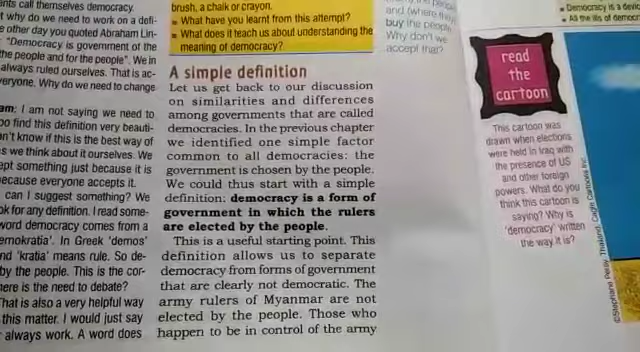 ants call themselves democracy.
t why do we need to work on a defi-
e other day you quoted Abraham Lin-
"Democracy is government of the
the people and for the people". We in
always ruled ourselves. That is ac-
veryone. Why do we need to change
am: I am not saying we need to
oo find this definition very beauti-
n't know if this is the best way of
s we think about it ourselves. We
ept something just because it is
ecause everyone accepts it.
can I suggest something? We
ok for any definition. I read some-
word democracy comes from a
emokratia'. In Greek 'demos'
nd 'kratia' means rule. So de-
by the people. This is the cor-
here is the need to debate?
That is also a very helpful way
this matter. I would just say
always work. A word does
brush, a chalk or crayon.
What have you learnt from this attempt?
What does it teach us about understanding the
meaning of democracy?
A simple definition
Let us get back to our discussion
on similarities and differences
among governments that are called
democracies. In the previous chapter
we identified one simple factor
common to all democracies: the
government is chosen by the people.
We could thus start with a simple
definition: democracy is a form of
government in which the rulers
are elected by the people.
This is a useful starting point. This
definition allows us to separate
democracy from forms of government
that are clearly not democratic. The
army rulers of Myanmar are not
elected by the people. Those who
happen to be in control of the army
and (where they
buy the people
Why don't we
accept that?
Democracy is a devic
All the ills of democ
read
the
cartoon
This cartoon was
drawn when elections
were held in Iraq with
the presence of US
and other foreign
powers. What do you
think this cartoon is
saying? Why is
'democracy' written
the way it is?
©Stephane Peray, Thailand, Cagle Cartoons Inc.